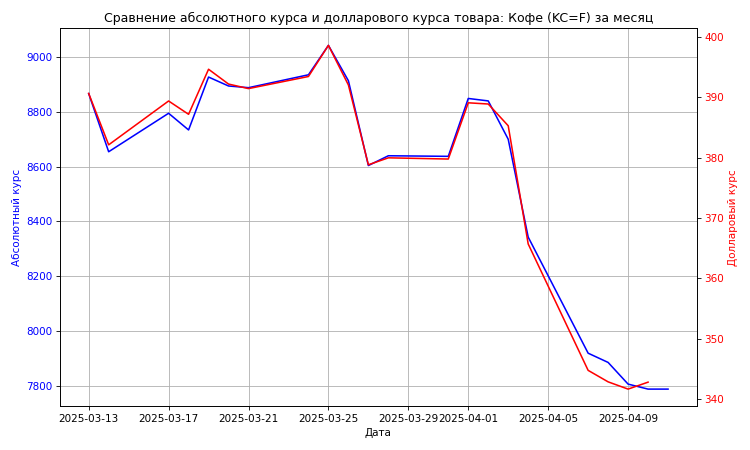 Сравнение абсолютного курса и долларового курса товара: Кофе (KC=F) за месяц
Абсолютный курс
9000
8800
8600
8400
8200
8000
7800
400
390
380
370
360
350
340
Долларовый курс
2025-03-13 2025-03-17 2025-03-21 2025-03-25 2025-03-29 2025-04-01 2025-04-05 2025-04-09
Дата